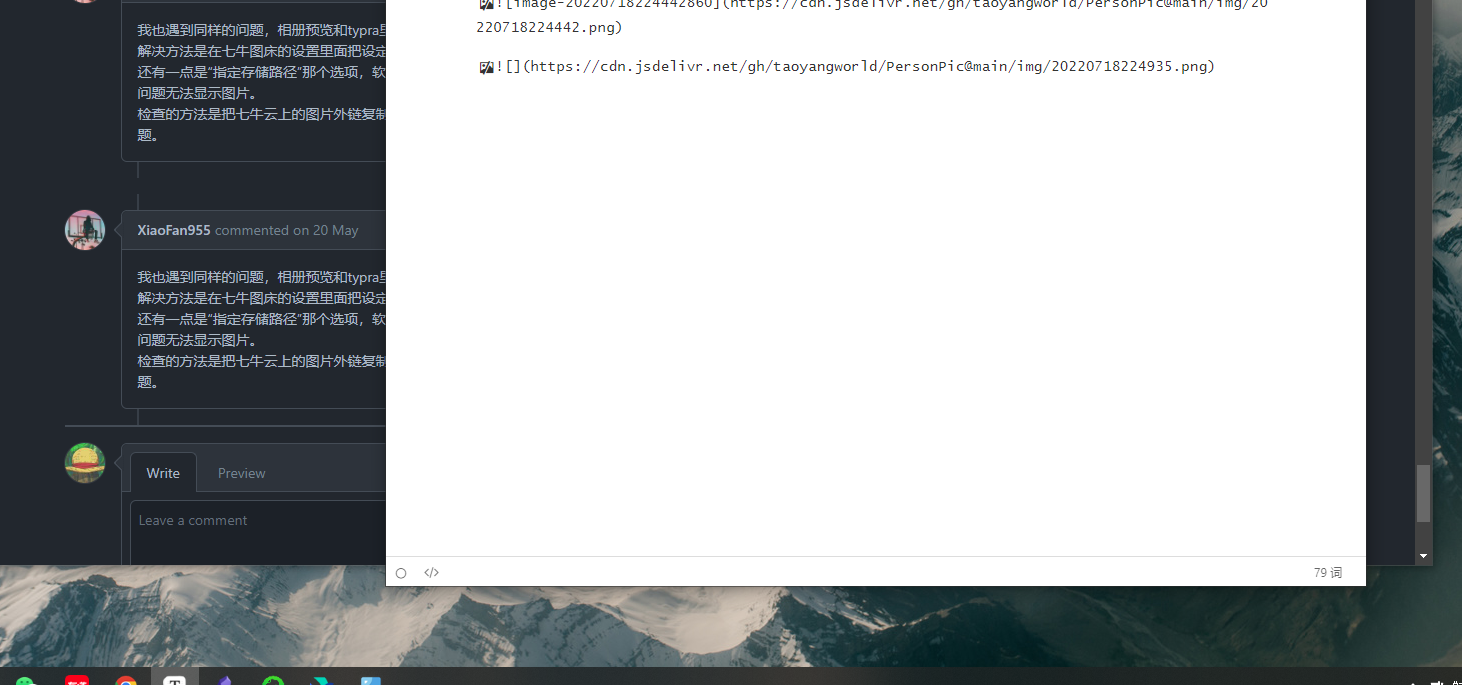 我也遇到同样的问题，相册预览和typra
解决方法是在七牛图床的设置里面把设定
还有一点是"指定存储路径"那个选项，软
问题无法显示图片。
检查的方法是把七牛云上的图片外链复制
题。
XiaoFan955 commented on 20 May
我也遇到同样的问题，相册预览和typra
解决方法是在七牛图床的设置里面把设定
还有一点是"指定存储路径"那个选项，软
问题无法显示图片。
检查的方法是把七牛云上的图片外链复制
题。
Write
Preview
Leave a comment
![image-20220718224442860](https://cdn.jsdelivr.net/gh/taoyangworld/PersonPic@main/img/20
220718224442.png)
![](https://cdn.jsdelivr.net/gh/taoyangworld/PersonPic@main/img/20220718224935.png)
</>
79 词
T